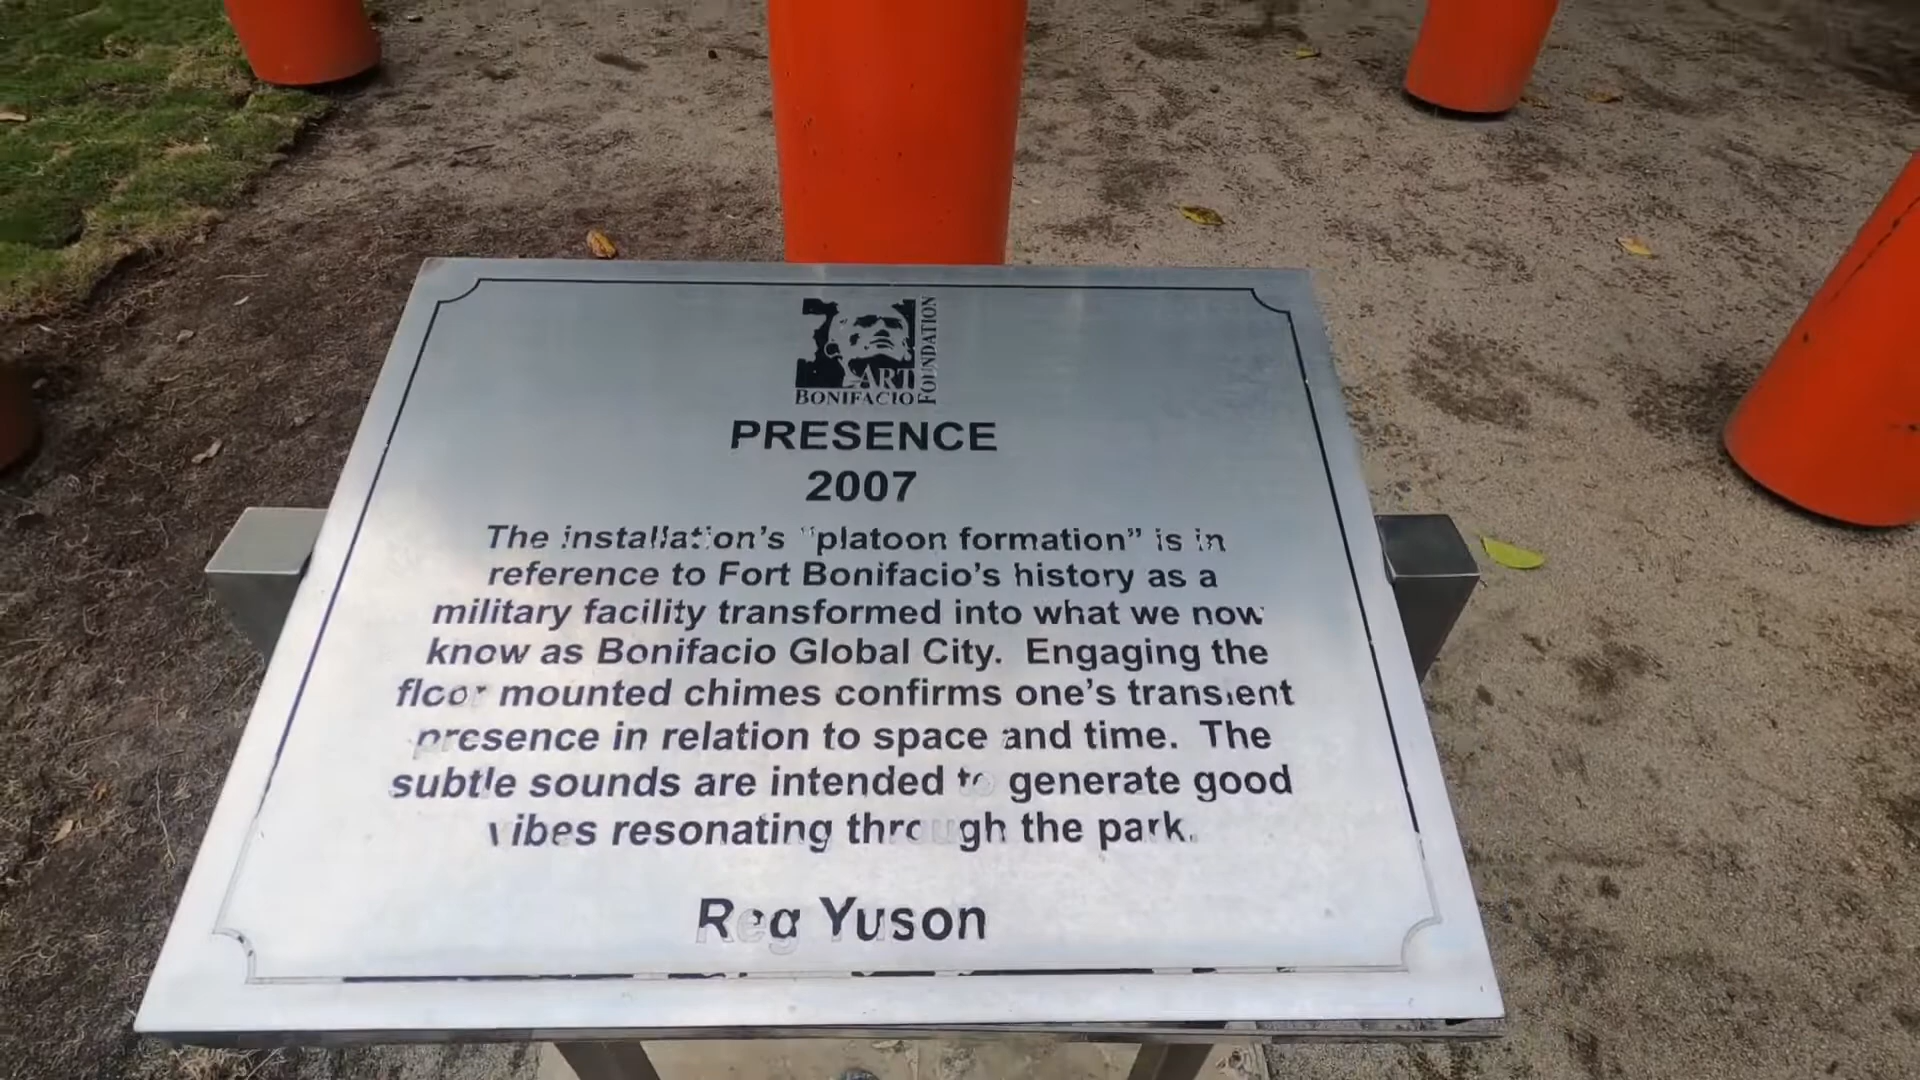 ART
BONIFACIO
FOUNDATION
PRESENCE
2007
The installation's "platoon formation" is in
reference to Fort Bonifacio's history as a
military facility transformed into what we now
know as Bonifacio Global City. Engaging the
floor mounted chimes confirms one's transient
presence in relation to space and time. The
subtle sounds are intended to generate good
vibes resonating through the park.
Reg Yuson